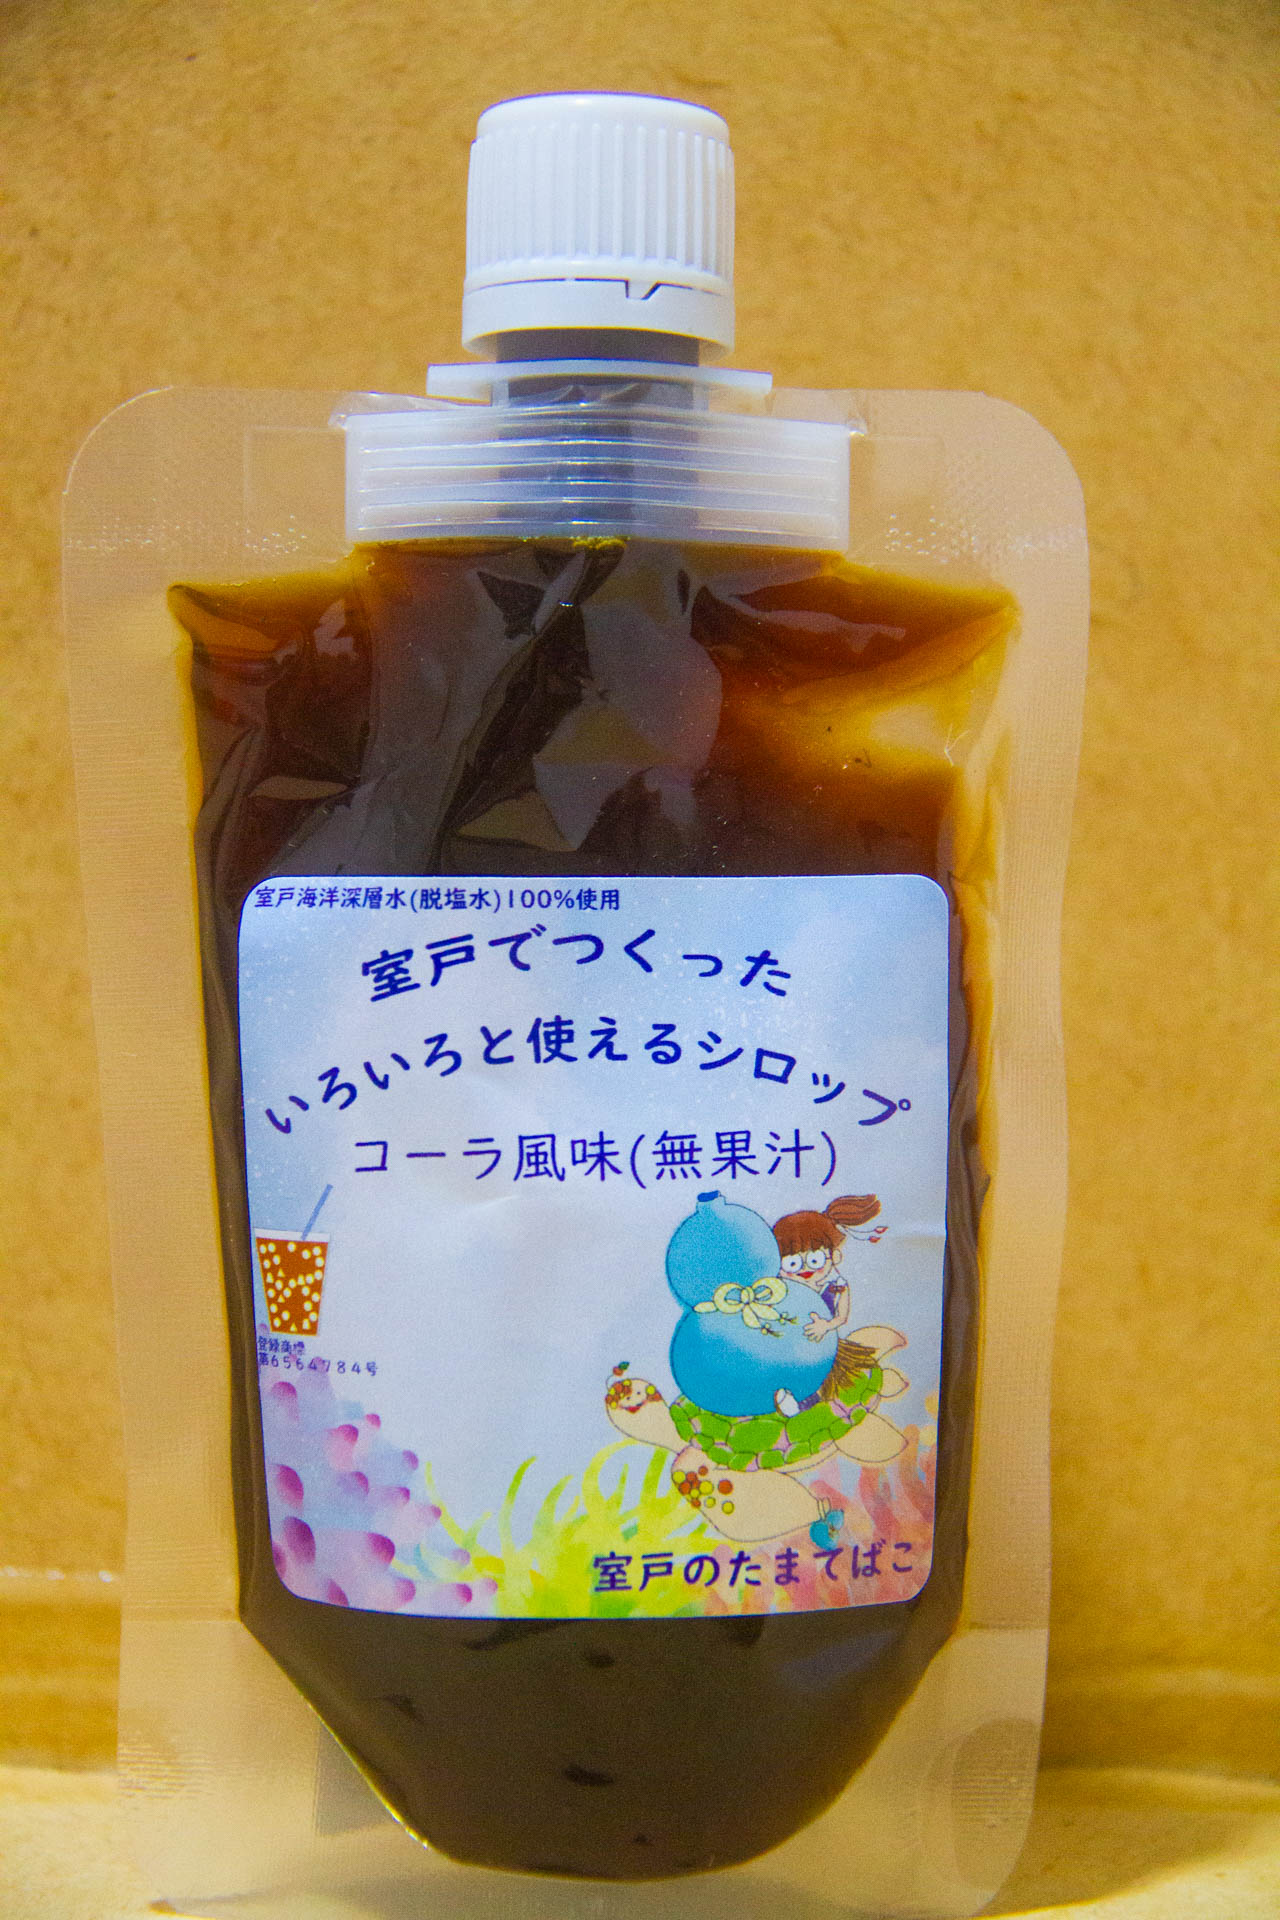 室戸海洋深層水(脱塩水)100%使用
室戸でつくった
いろいろと使えるシロップ
コーラ風味(無果汁)
登録商標
第6564784号
室戸のたまてばこ